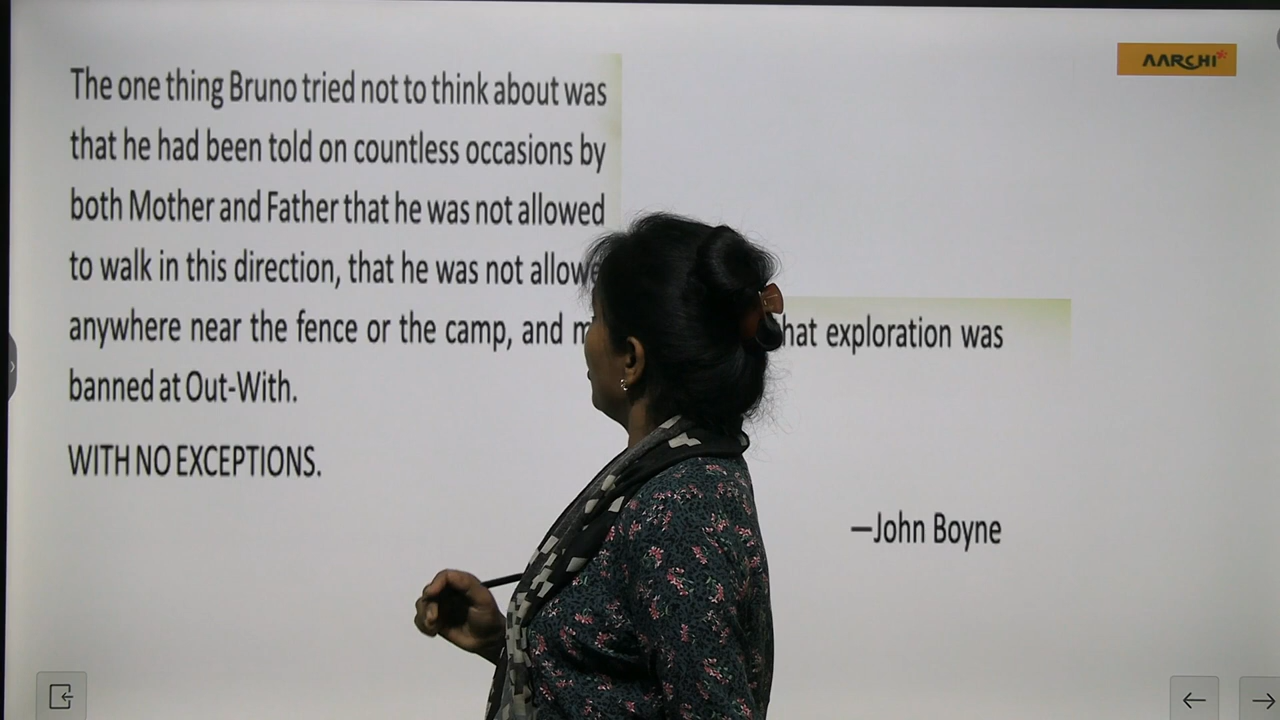 AARCHI
The one thing Bruno tried not to think about was
that he had been told on countless occasions by
both Mother and Father that he was not allowed
to walk in this direction, that he was not
anywhere near the fence or the camp, and exploration was
banned at Out-With.
WITH NO EXCEPTIONS.
—John Boyne